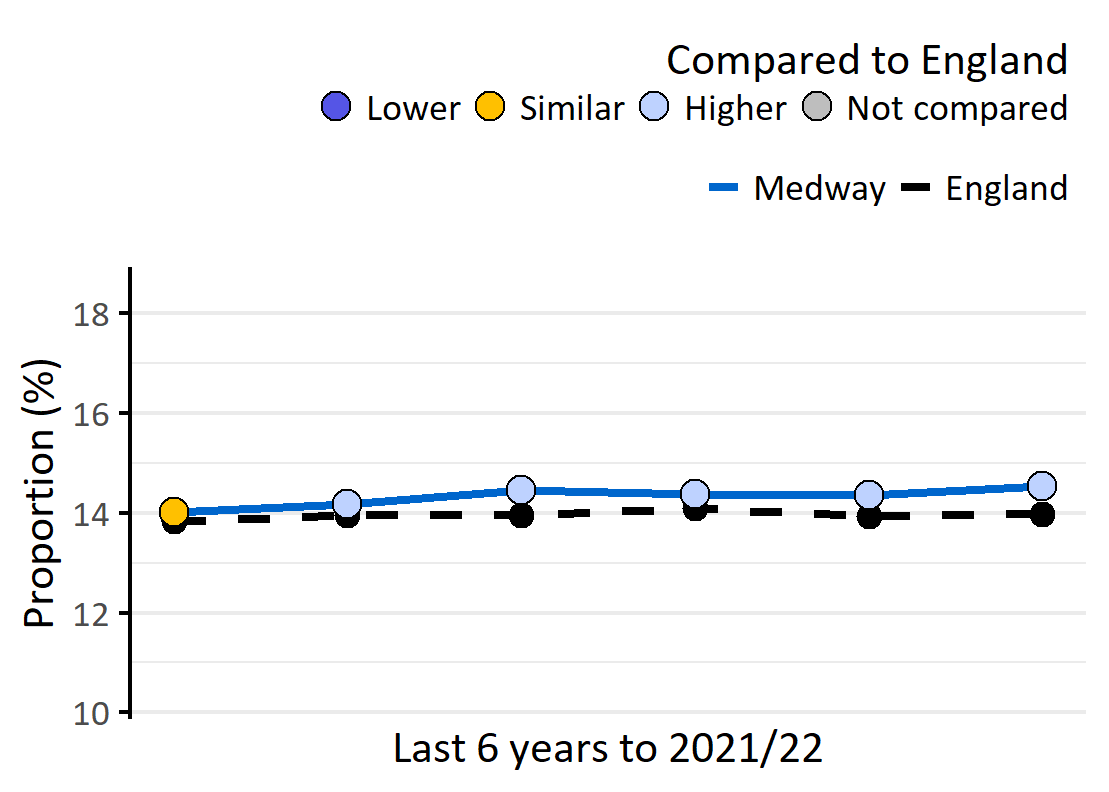 Compared to England
Lower Similar Higher Not compared
Medway England
Proportion (%)
18
16
14
12
10
Last 6 years to 2021/22